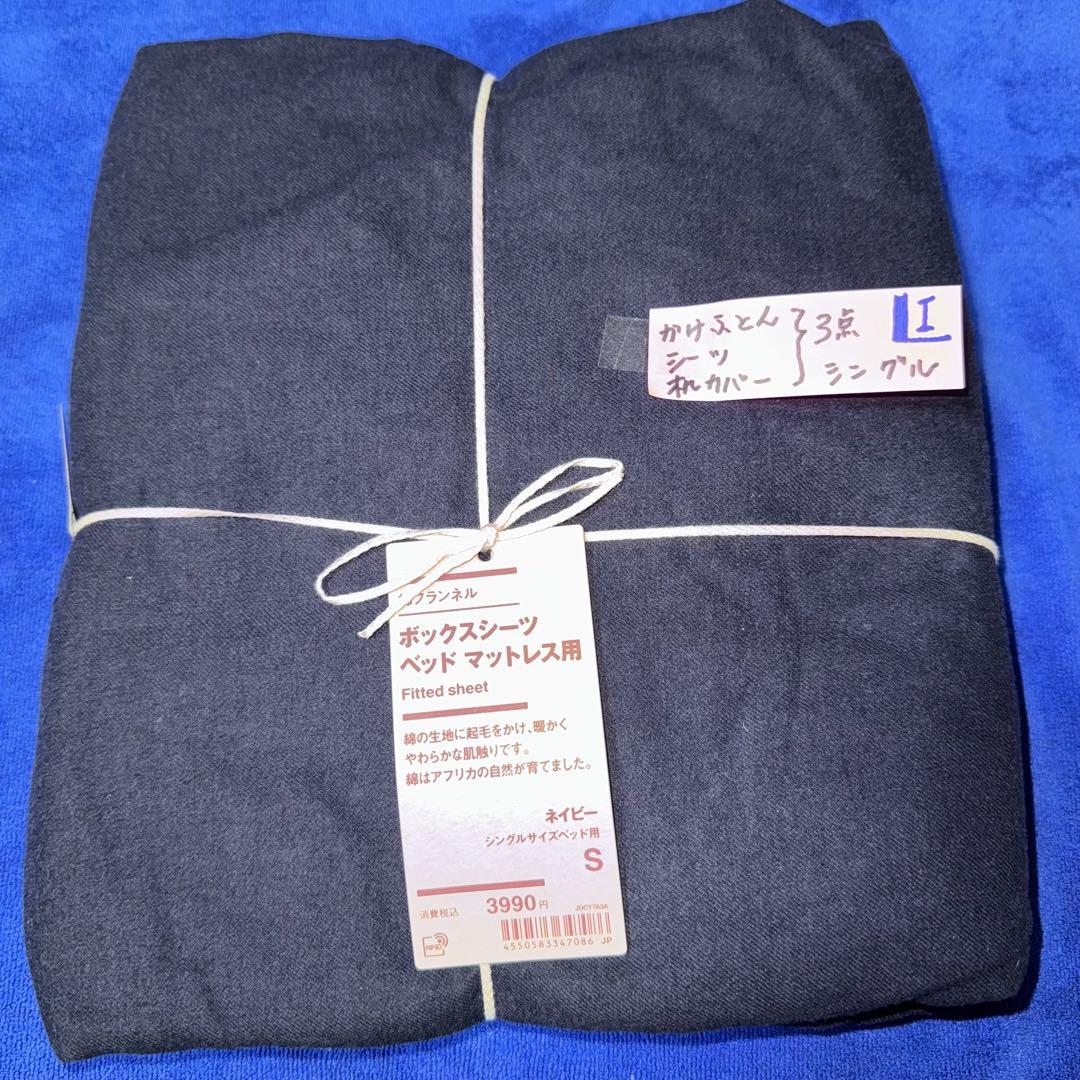 かけふとん
シーツ
枕カバー
3点
シングル
I
フランネル
ボックスシーツ
ベッド マットレス用
Fitted sheet
綿の生地に起毛をかけ、暖かく
やわらかな肌触りです。
綿はアフリカの自然が育てました。
ネイビー
シングルサイズベッド用
S
消費税込 3990円 JDCY7A3A
RFID
4550583347086 JP